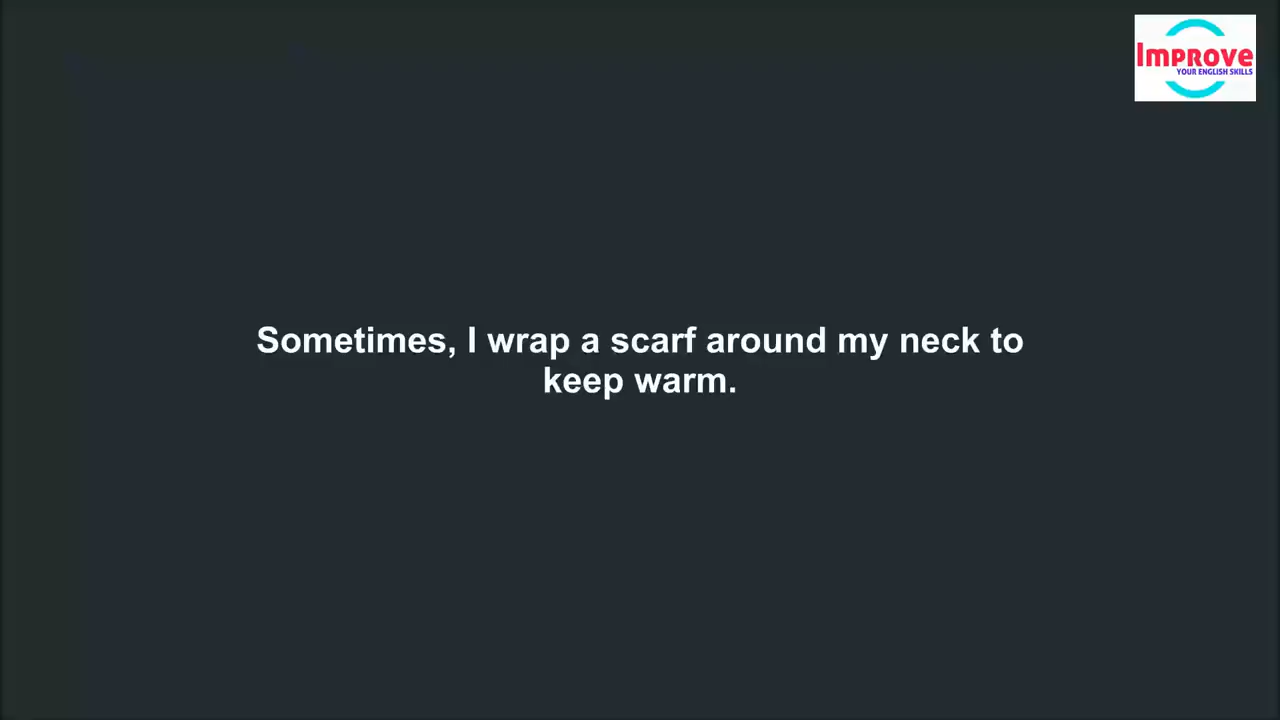 Improve
YOUR ENGLISH SKILLS
Sometimes, I wrap a scarf around my neck to
keep warm.